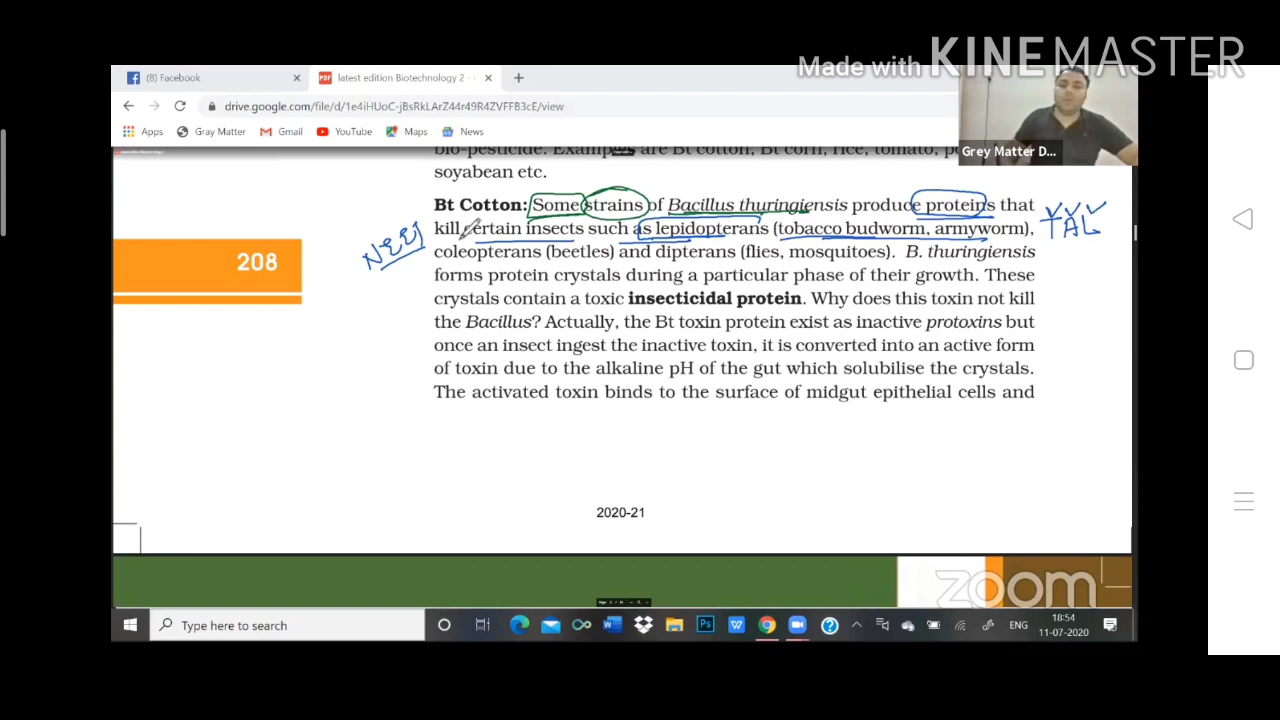 Made with KINEMASTER
(8) Facebook
latest edition Biotechnology 2 -
drive.google.com/file/d/1e4iHUoC-jBsRkLArZ44r49R4ZVFFB3cE/view
Apps Gray Matter Gmail YouTube Maps News
Grey Matter D...
bio-pesticide. Examples are Bt cotton, Bt corn, rice, tomato,
soyabean etc.
Bt Cotton: Some strains of Bacillus thuringiensis produce proteins that
kill certain insects such as lepidopterans (tobacco budworm, armyworm),
TAL
NEET
coleopterans (beetles) and dipterans (flies, mosquitoes). B. thuringiensis
208
forms protein crystals during a particular phase of their growth. These
crystals contain a toxic insecticidal protein. Why does this toxin not kill
the Bacillus? Actually, the Bt toxin protein exist as inactive protoxins but
once an insect ingest the inactive toxin, it is converted into an active form
of toxin due to the alkaline pH of the gut which solubilise the crystals.
The activated toxin binds to the surface of midgut epithelial cells and
2020-21
zoom
Type here to search
ENG
18:54
11-07-2020